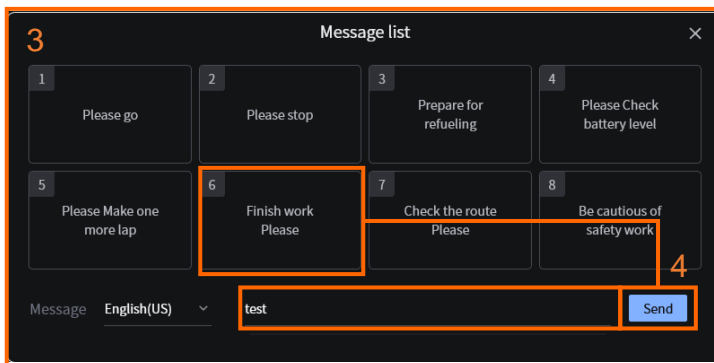 3
Message list
1
Please go
2
Please stop
3
Prepare for
refueling
4
Please Check
battery level
5
Please Make one
more lap
6
Finish work
Please
7
Check the route
Please
8
Be cautious of
safety work
4
Message English(US) test Send